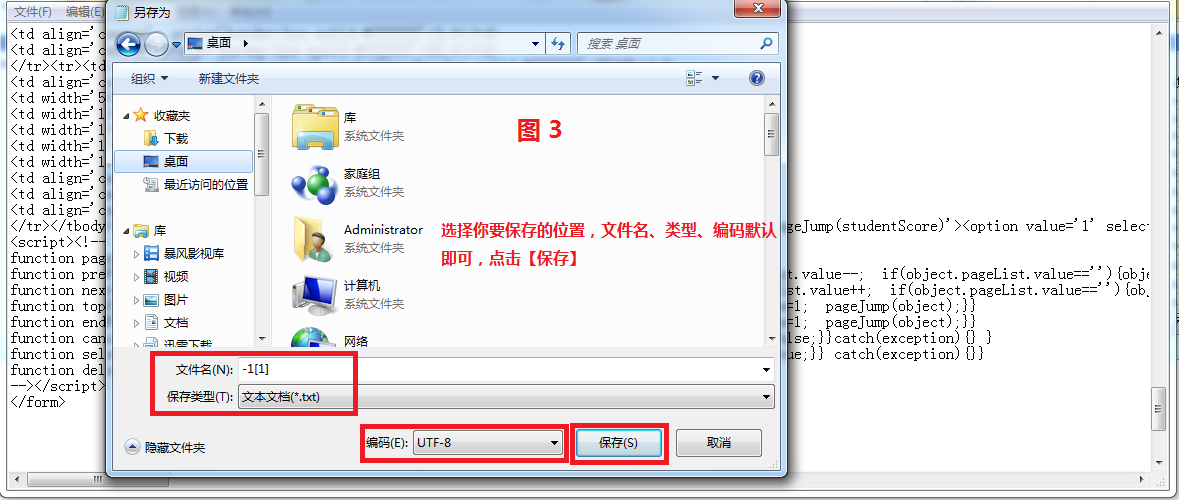 文件(F) 编辑(E)
另存为
桌面
搜索 桌面
组织
新建文件夹
收藏夹
下载
桌面
最近访问的位置
库
暴风影视库
视频
图片
文档
迅雷下载
库
系统文件夹
家庭组
系统文件夹
Administrator
系统文件夹
计算机
系统文件夹
网络
图 3
选择你要保存的位置，文件名、类型、编码默认
即可，点击【保存】
文件名(N): -1[1]
保存类型(T): 文本文档(*.txt)
隐藏文件夹
编码(E): UTF-8
保存(S)
取消
<td align='c
<td align='c
</tr><tr><td
<td align='c
<td width='5
<td width='1
<td width='1
<td width='1
<td width='1
<td align='c
<td align='c
<td align='c
</tr></tbody
geJump(studentScore)'><option value='1' selec
<script><!--
function pag
function pre
t.value--; if(object.pageList.value==''){obje
function nex
st.value++; if(object.pageList.value==''){ob
function top
=1; pageJump(object);}}
function end
=1; pageJump(object);}}
function can
lse;}}catch(exception){} }
function sel
ue;}} catch(exception){}}
function del
--></script>
</form>